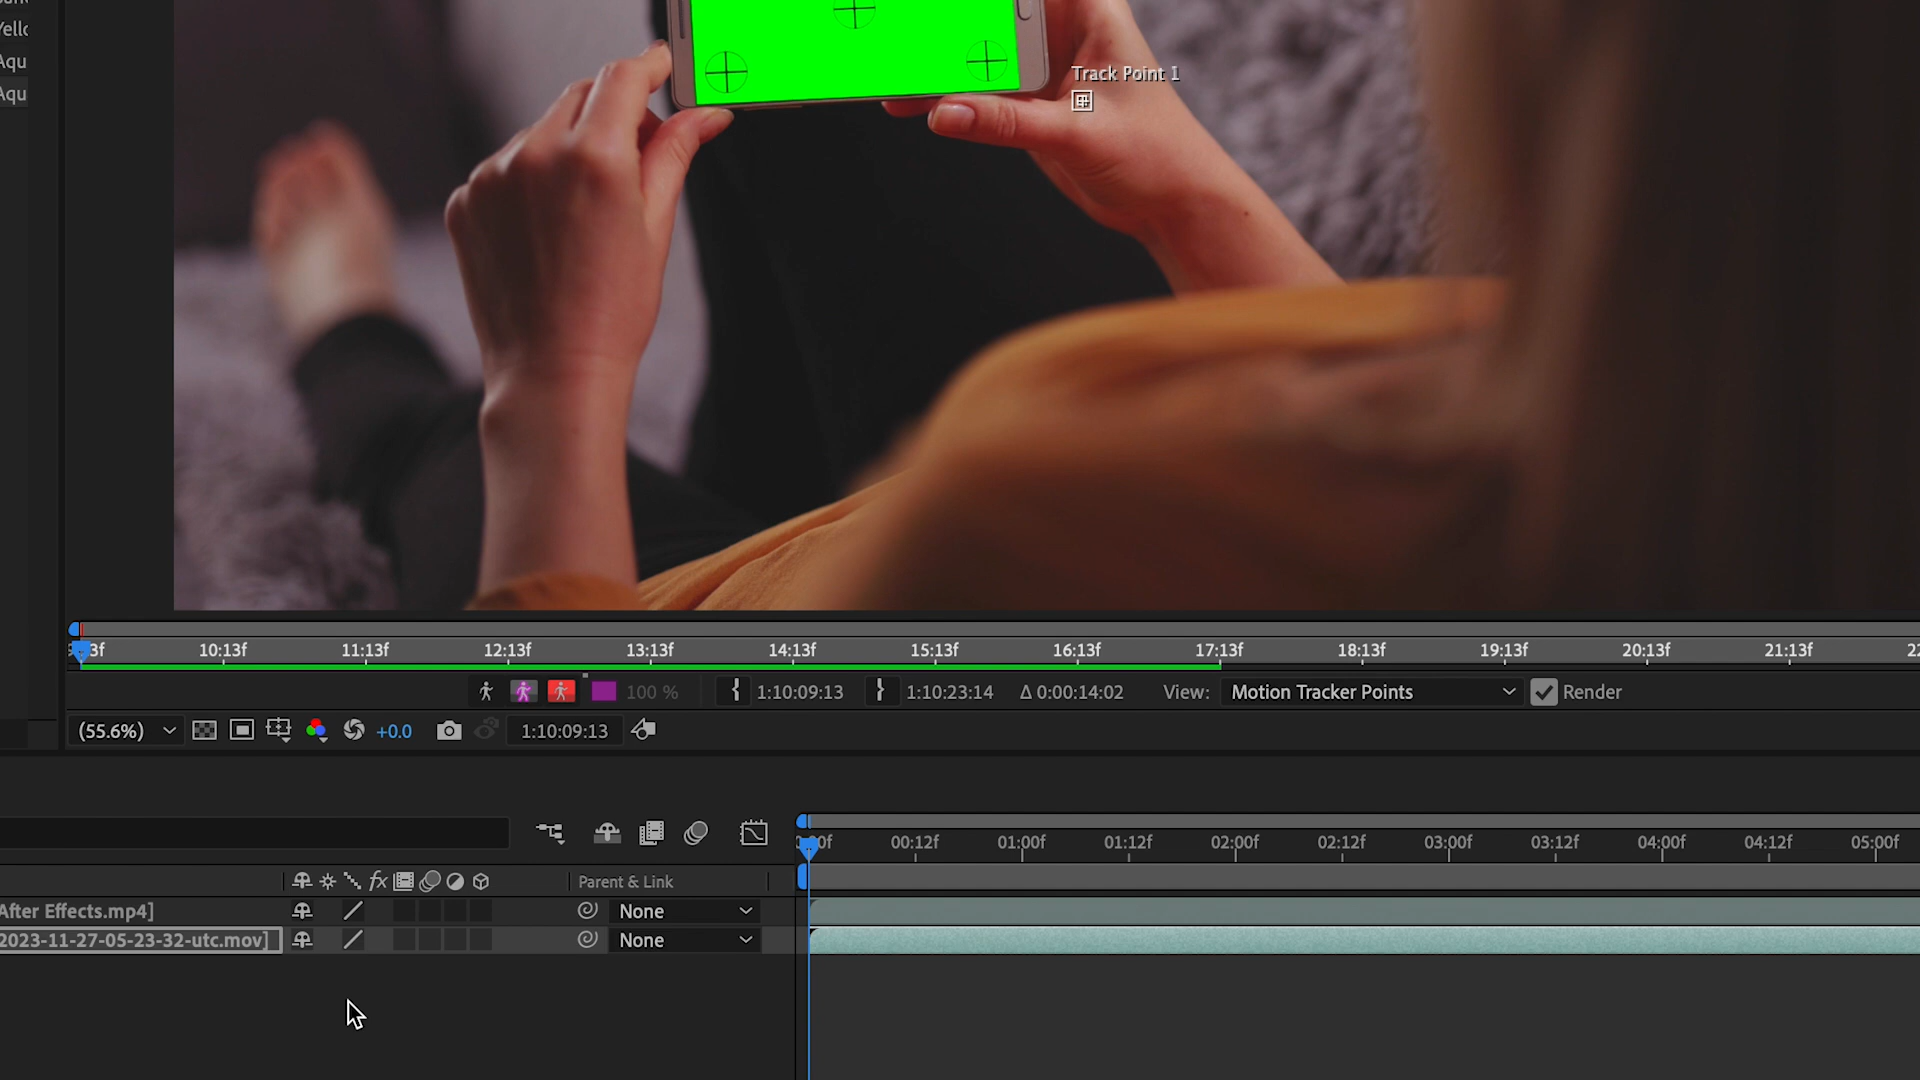 Yello
Aqu
Aqu
Track Point 1
3f 10:13f 11:13f 12:13f 13:13f 14:13f 15:13f 16:13f 17:13f 18:13f 19:13f 20:13f 21:13f 22
100 % 1:10:09:13 1:10:23:14 Δ 0:00:14:02 View: Motion Tracker Points Render
(55.6%) +0.0 1:10:09:13
00f 00:12f 01:00f 01:12f 02:00f 02:12f 03:00f 03:12f 04:00f 04:12f 05:00f
fx Parent & Link
After Effects.mp4] None
2023-11-27-05-23-32-utc.mov] None